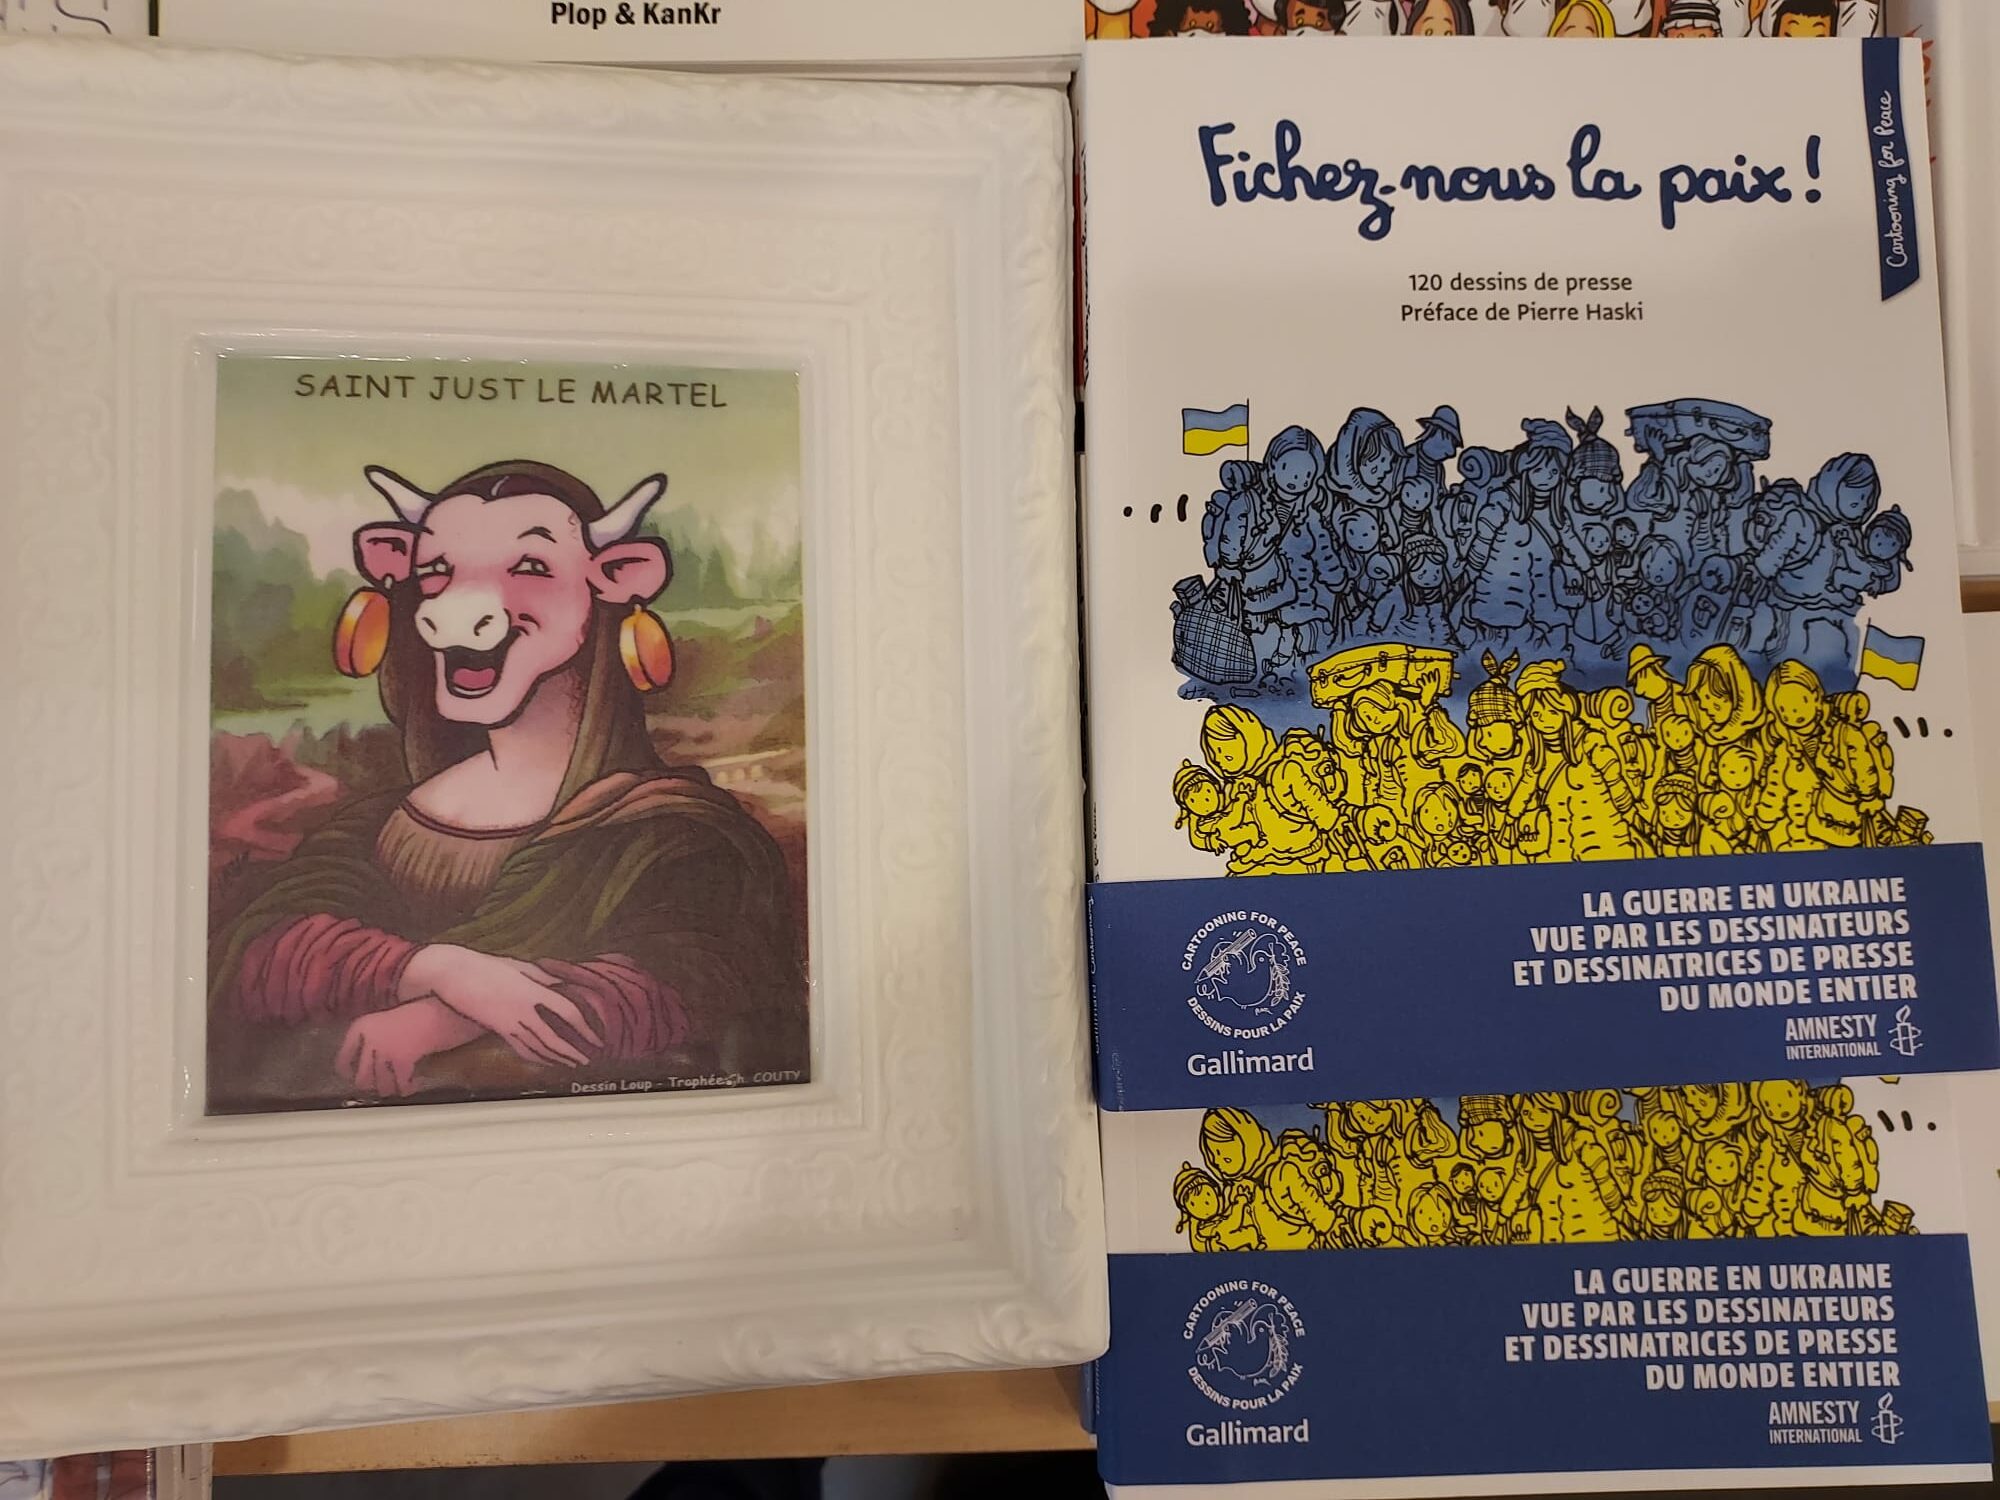 Plop & KanKr
SAINT JUST LE MARTEL
Dessin Loup - Trophée Ch. COUTY
Fichez-nous la paix !
Cartooning for Peace
120 dessins de presse
Préface de Pierre Haski
LA GUERRE EN UKRAINE
VUE PAR LES DESSINATEURS
ET DESSINATRICES DE PRESSE
DU MONDE ENTIER
CARTOONING FOR PEACE
DESSINS POUR LA PAIX
Gallimard
AMNESTY
INTERNATIONAL
LA GUERRE EN UKRAINE
VUE PAR LES DESSINATEURS
ET DESSINATRICES DE PRESSE
DU MONDE ENTIER
CARTOONING FOR PEACE
DESSINS POUR LA PAIX
Gallimard
AMNESTY
INTERNATIONAL